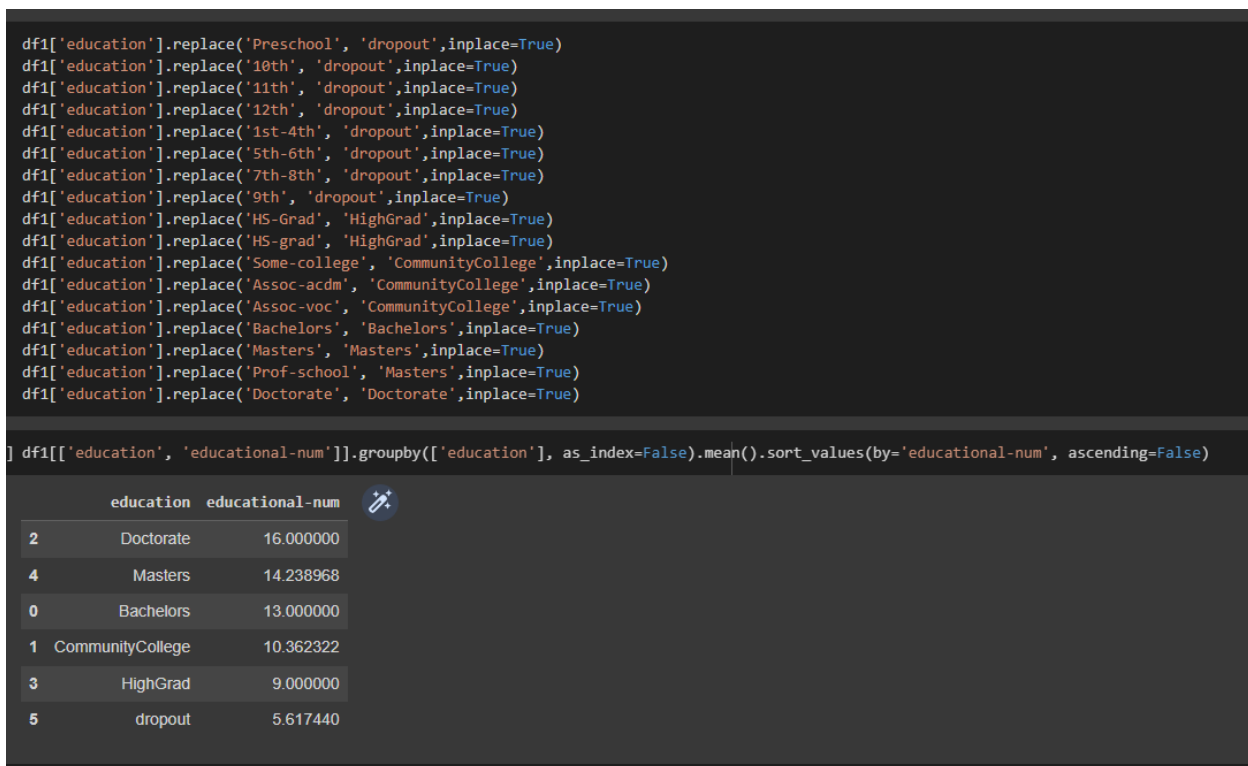 df1['education'].replace('Preschool', 'dropout',inplace=True)
df1['education'].replace('10th', 'dropout',inplace=True)
df1['education'].replace('11th', 'dropout',inplace=True)
df1['education'].replace('12th', 'dropout',inplace=True)
df1['education'].replace('1st-4th', 'dropout',inplace=True)
df1['education'].replace('5th-6th', 'dropout',inplace=True)
df1['education'].replace('7th-8th', 'dropout',inplace=True)
df1['education'].replace('9th', 'dropout',inplace=True)
df1['education'].replace('HS-Grad', 'HighGrad',inplace=True)
df1['education'].replace('HS-grad', 'HighGrad',inplace=True)
df1['education'].replace('Some-college', 'CommunityCollege',inplace=True)
df1['education'].replace('Assoc-acdm', 'CommunityCollege',inplace=True)
df1['education'].replace('Assoc-voc', 'CommunityCollege',inplace=True)
df1['education'].replace('Bachelors', 'Bachelors',inplace=True)
df1['education'].replace('Masters', 'Masters',inplace=True)
df1['education'].replace('Prof-school', 'Masters',inplace=True)
df1['education'].replace('Doctorate', 'Doctorate',inplace=True)
] df1[['education', 'educational-num']].groupby(['education'], as_index=False).mean().sort_values(by='educational-num', ascending=False)
education educational-num
2 Doctorate 16.000000
4 Masters 14.238968
0 Bachelors 13.000000
1 CommunityCollege 10.362322
3 HighGrad 9.000000
5 dropout 5.617440